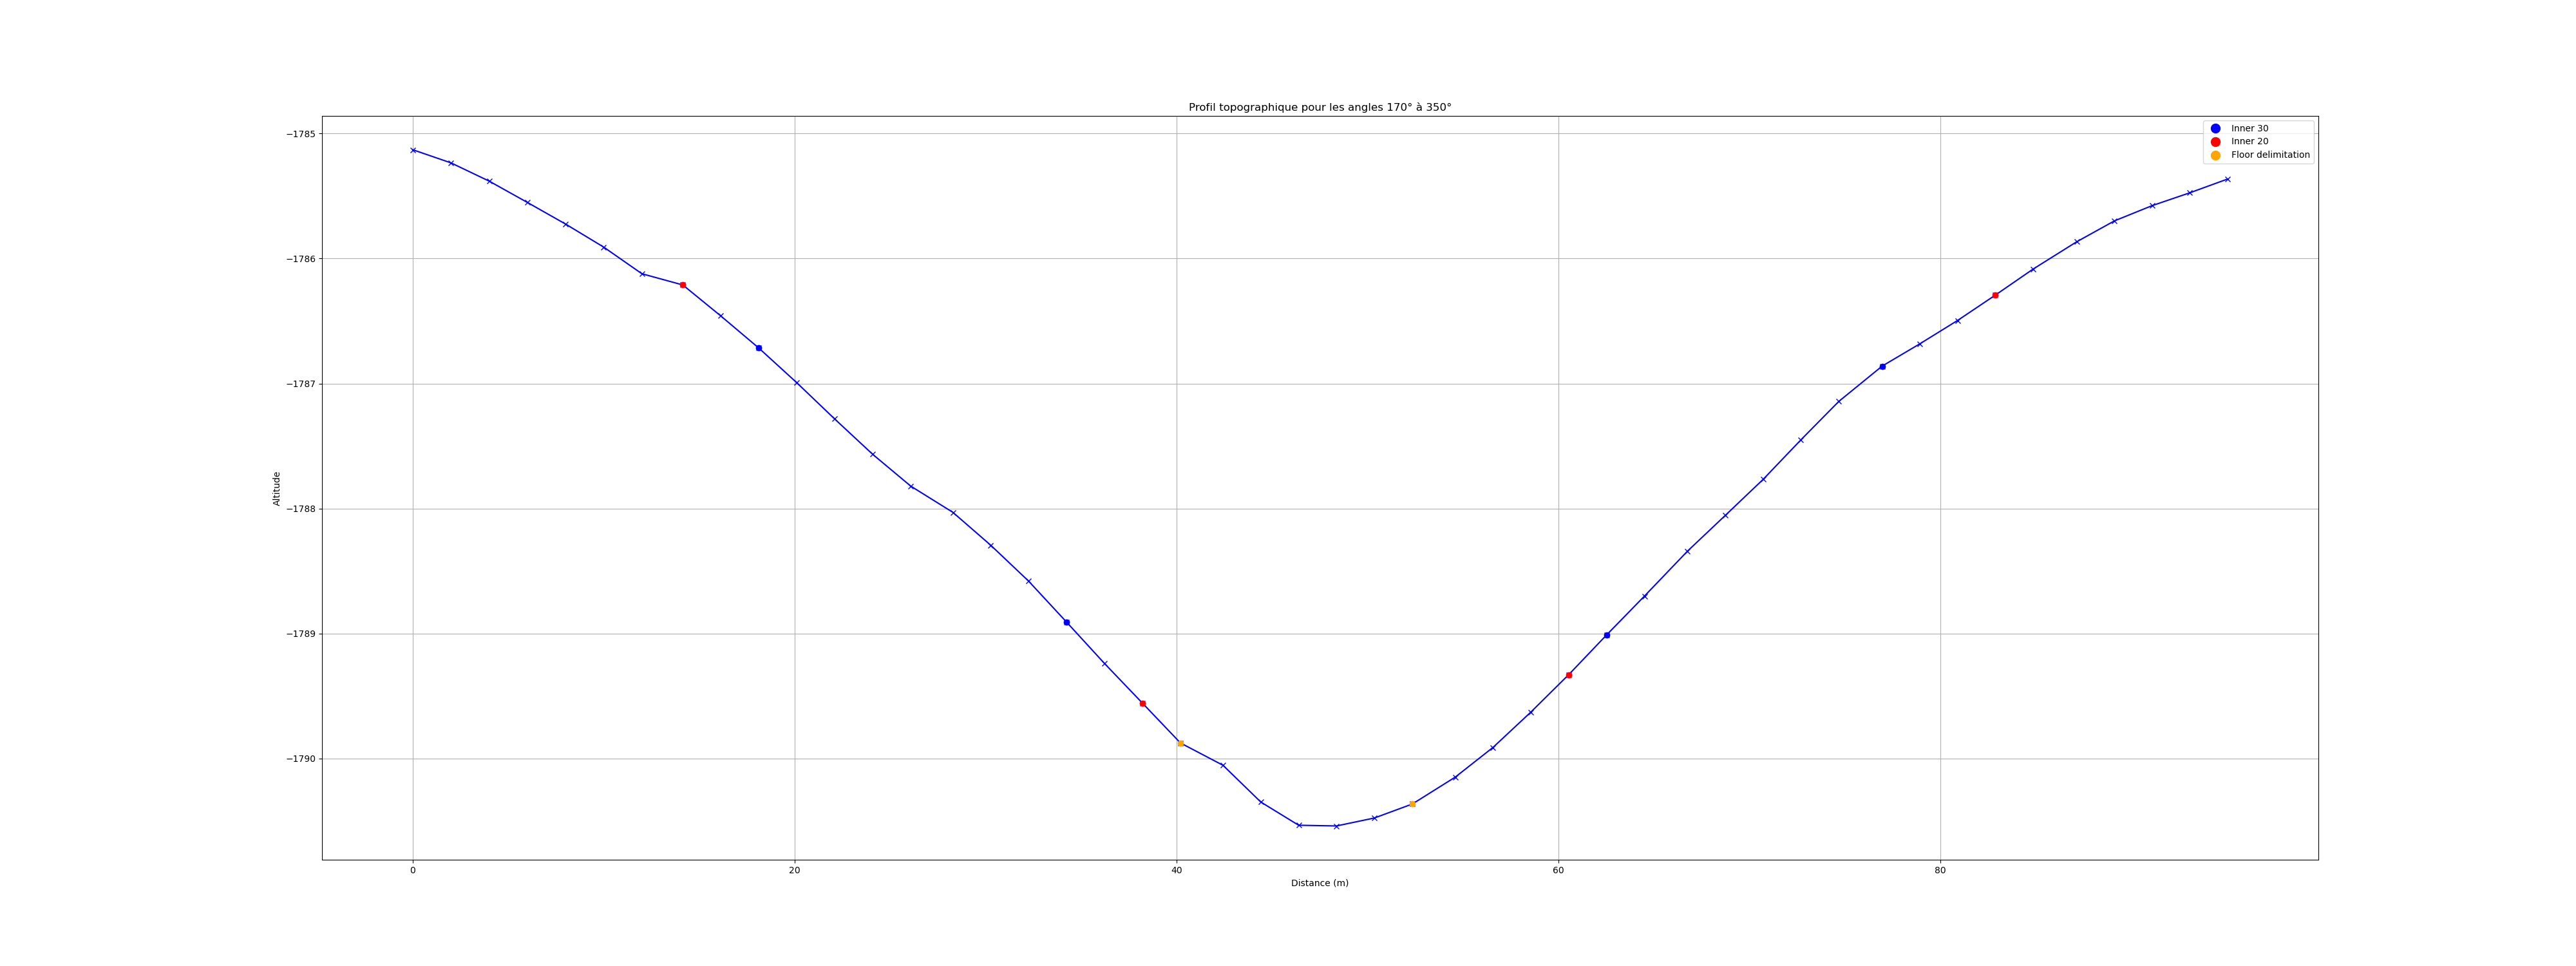 Profil topographique pour les angles 170° à 350°
Inner 30
Inner 20
Floor delimitation
−1785
−1786
−1787
−1788
−1789
−1790
Altitude
0
20
40
60
80
Distance (m)